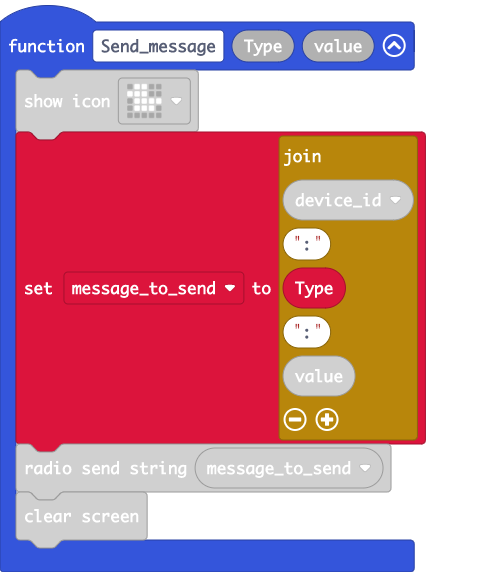 function Send_message Type value
show icon
join
device_id
":"
set message_to_send to Type
":"
value
radio send string message_to_send
clear screen